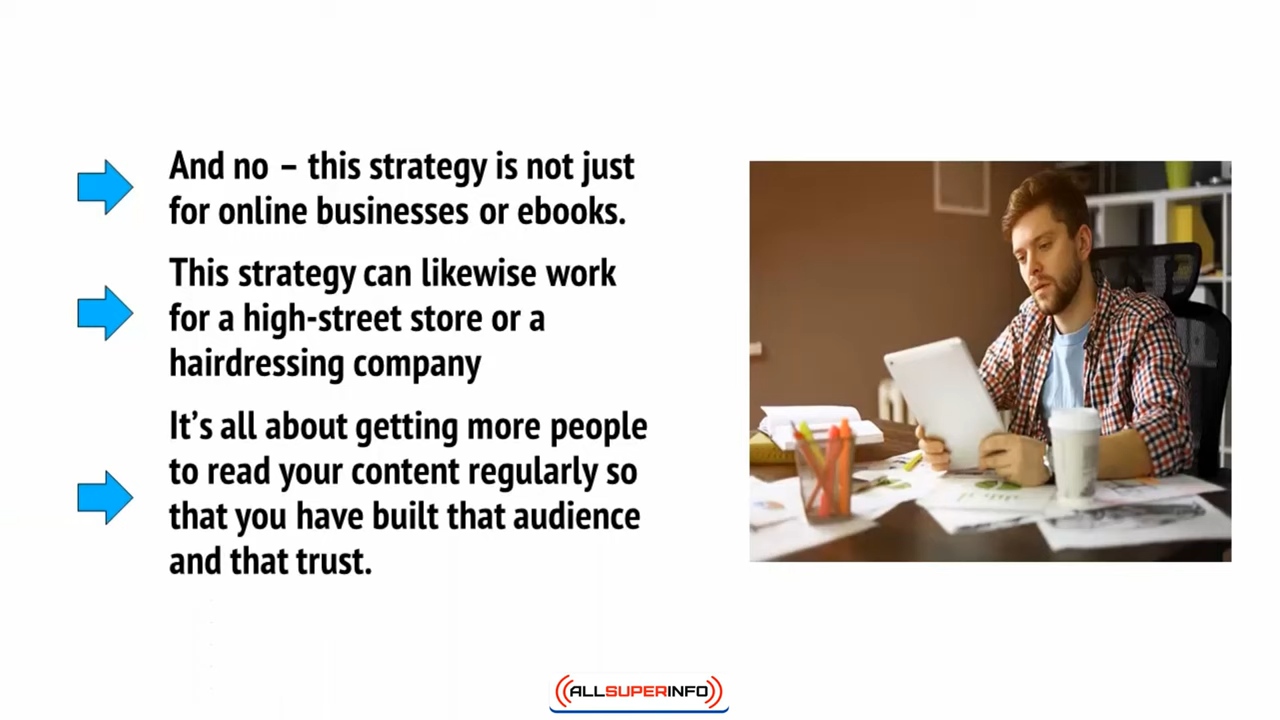 And no – this strategy is not just
for online businesses or ebooks.
This strategy can likewise work
for a high-street store or a
hairdressing company
It's all about getting more people
to read your content regularly so
that you have built that audience
and that trust.
ALLSUPERINFO